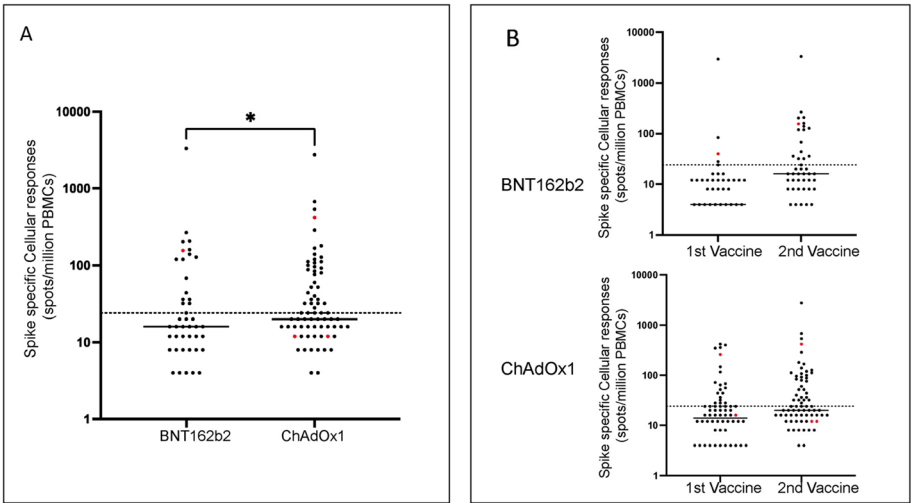 A
Spike specific Cellular responses
(spots/million PBMCs)
10000
1000
100
10
1
*
BNT162b2 ChAdOx1
B
BNT162b2
Spike specific Cellular responses
(spots/million PBMCs)
10000
1000
100
10
1
1st Vaccine 2nd Vaccine
ChAdOx1
Spike specific Cellular responses
(spots/million PBMCs)
10000
1000
100
10
1
1st Vaccine 2nd Vaccine